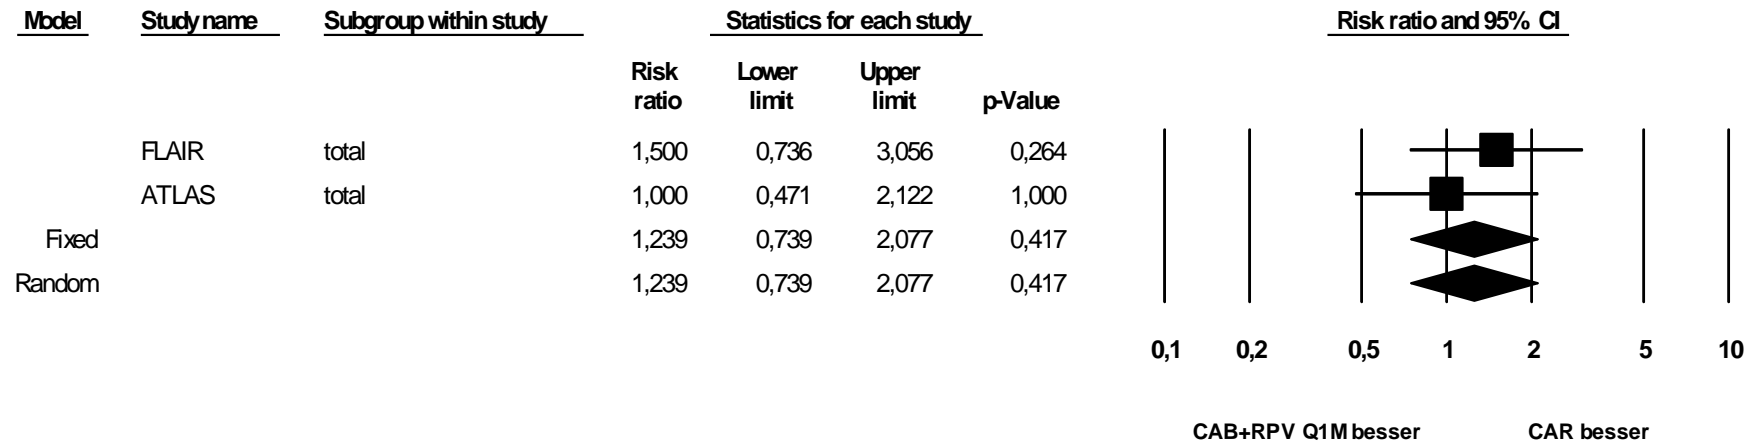 Model Study name Subgroup within study Statistics for each study Risk ratio and 95% CI
Risk ratio Lower limit Upper limit p-Value
FLAIR total 1,500 0,736 3,056 0,264
ATLAS total 1,000 0,471 2,122 1,000
Fixed 1,239 0,739 2,077 0,417
Random 1,239 0,739 2,077 0,417
0,1 0,2 0,5 1 2 5 10
CAB+RPV Q1M besser CAR besser